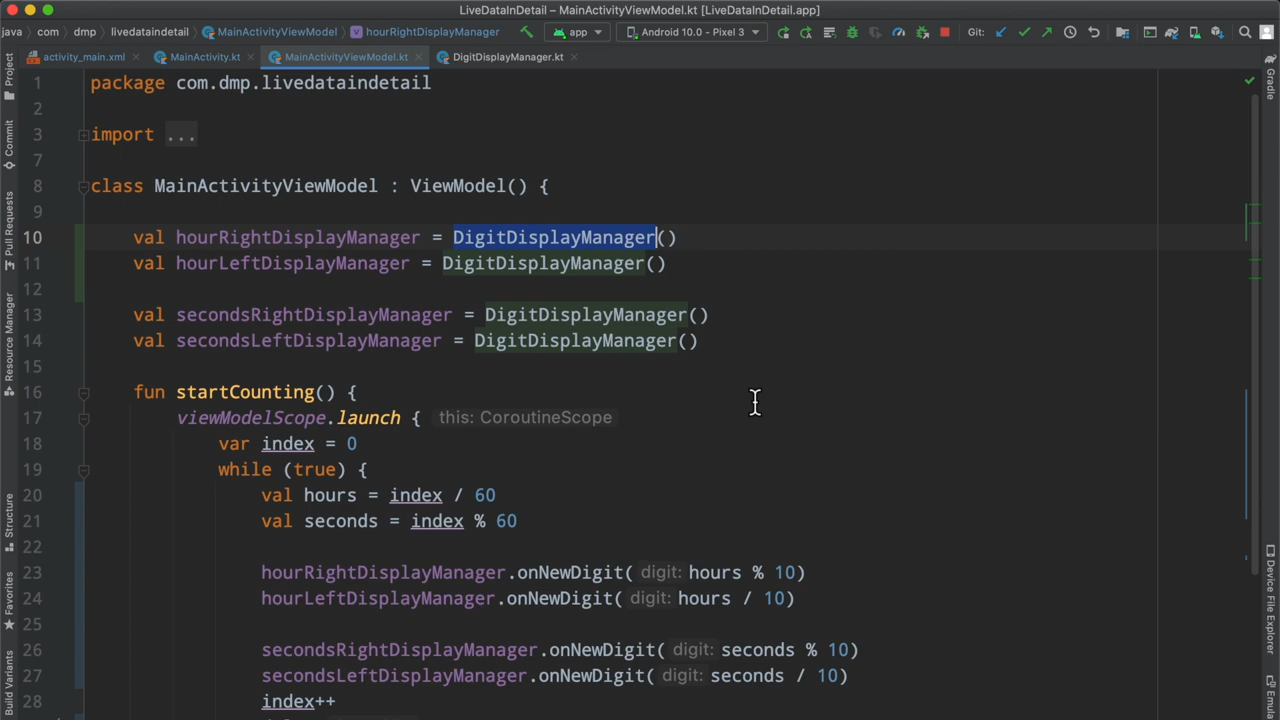 LiveDataInDetail – MainActivityViewModel.kt [LiveDataInDetail.app]
java com dmp livedataindetail MainActivityViewModel hourRightDisplayManager app Android 10.0 - Pixel 3 Git:
activity_main.xml MainActivity.kt MainActivityViewModel.kt DigitDisplayManager.kt
Project
Commit
Pull Requests
Resource Manager
Structure
Favorites
Build Variants
1 package com.dmp.livedataindetail
2
3 import ...
7
8 class MainActivityViewModel : ViewModel() {
9
10 val hourRightDisplayManager = DigitDisplayManager()
11 val hourLeftDisplayManager = DigitDisplayManager()
12
13 val secondsRightDisplayManager = DigitDisplayManager()
14 val secondsLeftDisplayManager = DigitDisplayManager()
15
16 fun startCounting() {
17 viewModelScope.launch { this: CoroutineScope
18 var index = 0
19 while (true) {
20 val hours = index / 60
21 val seconds = index % 60
22
23 hourRightDisplayManager.onNewDigit( digit: hours % 10)
24 hourLeftDisplayManager.onNewDigit( digit: hours / 10)
25
26 secondsRightDisplayManager.onNewDigit( digit: seconds % 10)
27 secondsLeftDisplayManager.onNewDigit( digit: seconds / 10)
28 index++
Gradle
Device File Explorer